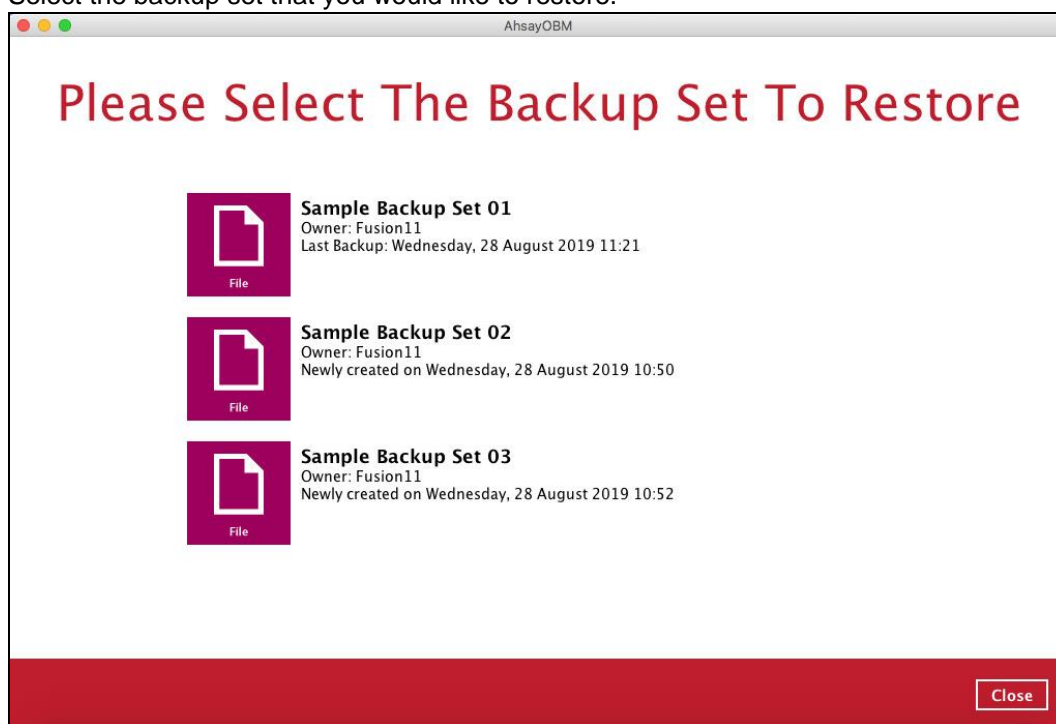 Select the backup set that you would like to restore.
AhsayOBM
Please Select The Backup Set To Restore
Sample Backup Set 01
Owner: Fusion11
Last Backup: Wednesday, 28 August 2019 11:21
File
Sample Backup Set 02
Owner: Fusion11
Newly created on Wednesday, 28 August 2019 10:50
File
Sample Backup Set 03
Owner: Fusion11
Newly created on Wednesday, 28 August 2019 10:52
File
Close